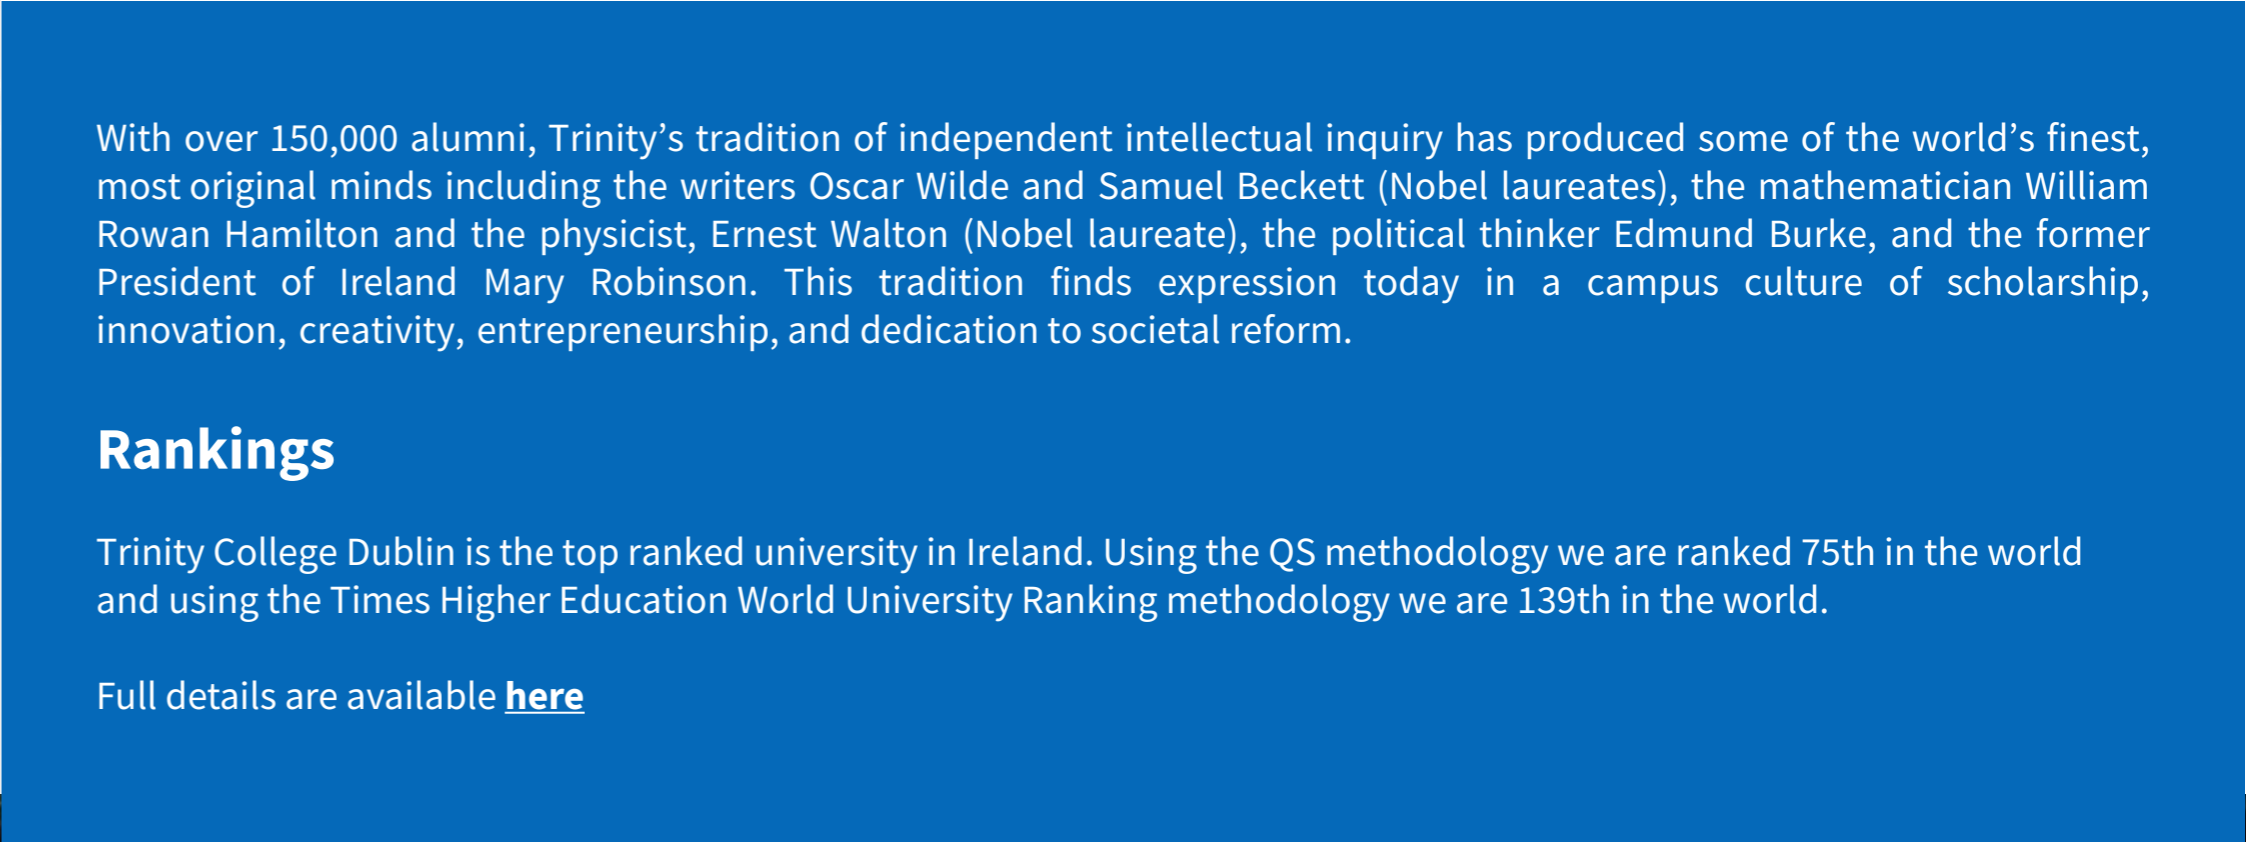 With over 150,000 alumni, Trinity’s tradition of independent intellectual inquiry has produced some of the world’s finest,
most original minds including the writers Oscar Wilde and Samuel Beckett (Nobel laureates), the mathematician William
Rowan Hamilton and the physicist, Ernest Walton (Nobel laureate), the political thinker Edmund Burke, and the former
President of Ireland Mary Robinson. This tradition finds expression today in a campus culture of scholarship,
innovation, creativity, entrepreneurship, and dedication to societal reform.
Rankings
Trinity College Dublin is the top ranked university in Ireland. Using the QS methodology we are ranked 75th in the world
and using the Times Higher Education World University Ranking methodology we are 139th in the world.
Full details are available here